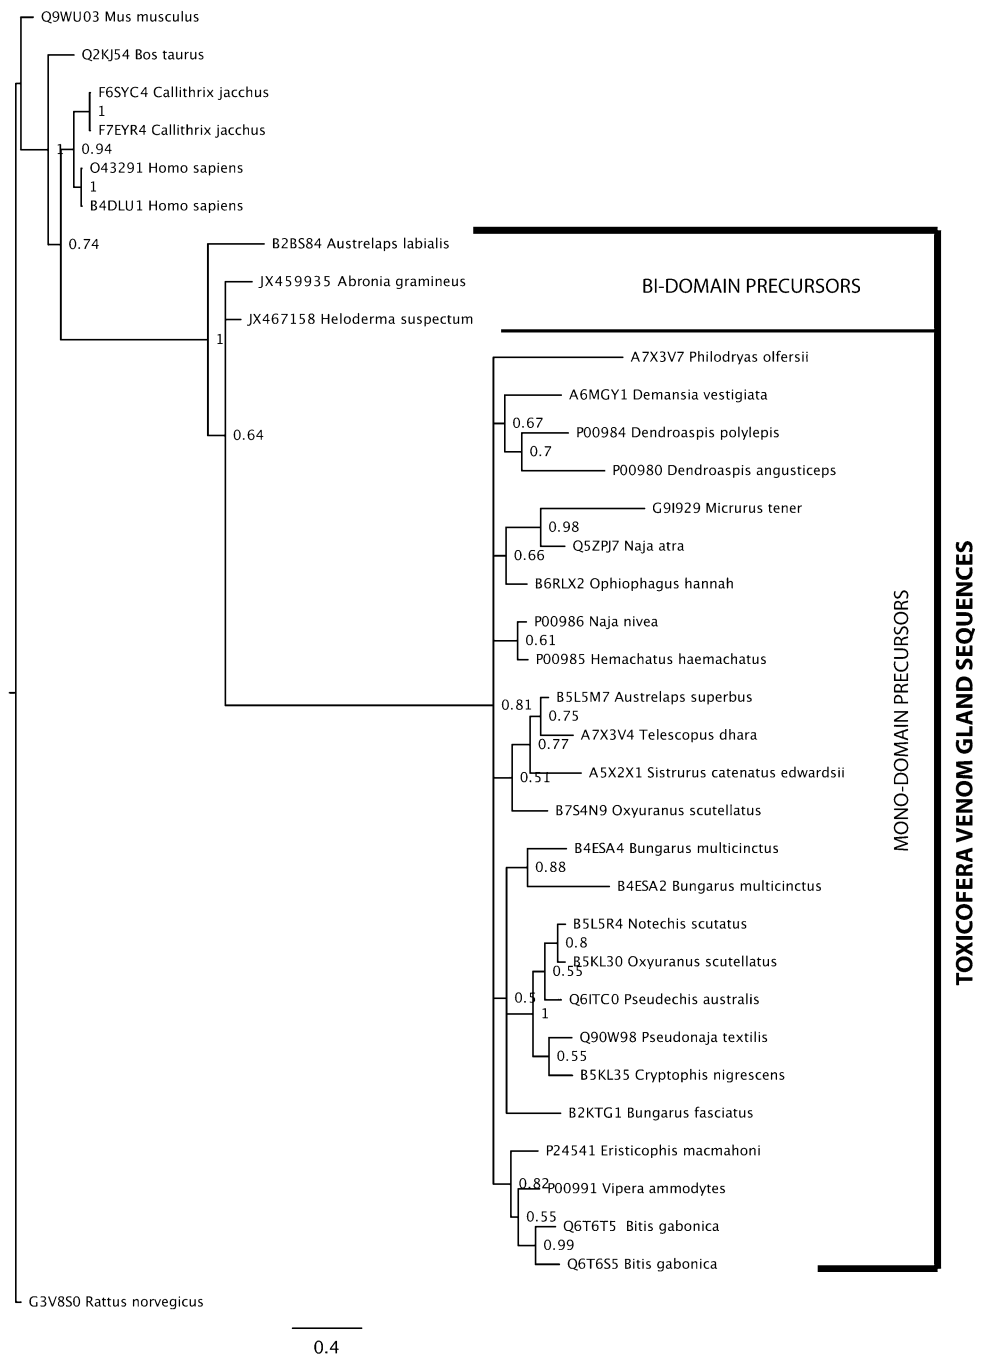 Q9WU03 Mus musculus
Q2KJ54 Bos taurus
F6SYC4 Callithrix jacchus
1
F7EYR4 Callithrix jacchus
1
0.94
O43291 Homo sapiens
1
B4DLU1 Homo sapiens
0.74
B2BS84 Austrelaps labialis
JX459935 Abronia gramineus
BI-DOMAIN PRECURSORS
JX467158 Heloderma suspectum
1
A7X3V7 Philodryas olfersii
A6MGY1 Demansia vestigiata
0.67
P00984 Dendroaspis polylepis
0.64
0.7
P00980 Dendroaspis angusticeps
G9I929 Micrurus tener
0.98
Q5ZPJ7 Naja atra
0.66
B6RLX2 Ophiophagus hannah
P00986 Naja nivea
0.61
P00985 Hemachatus haemachatus
B5L5M7 Austrelaps superbus
0.81
0.75
A7X3V4 Telescopus dhara
0.77
A5X2X1 Sistrurus catenatus edwardsii
0.51
B7S4N9 Oxyuranus scutellatus
MONO-DOMAIN PRECURSORS
TOXICOFERA VENOM GLAND SEQUENCES
B4ESA4 Bungarus multicinctus
0.88
B4ESA2 Bungarus multicinctus
B5L5R4 Notechis scutatus
0.8
B5KL30 Oxyuranus scutellatus
0.55
0.5
Q6ITC0 Pseudechis australis
1
Q90W98 Pseudonaja textilis
0.55
B5KL35 Cryptophis nigrescens
B2KTG1 Bungarus fasciatus
P24541 Eristicophis macmahoni
0.82
P00991 Vipera ammodytes
0.55
Q6T6T5 Bitis gabonica
0.99
Q6T6S5 Bitis gabonica
G3V8S0 Rattus norvegicus
0.4